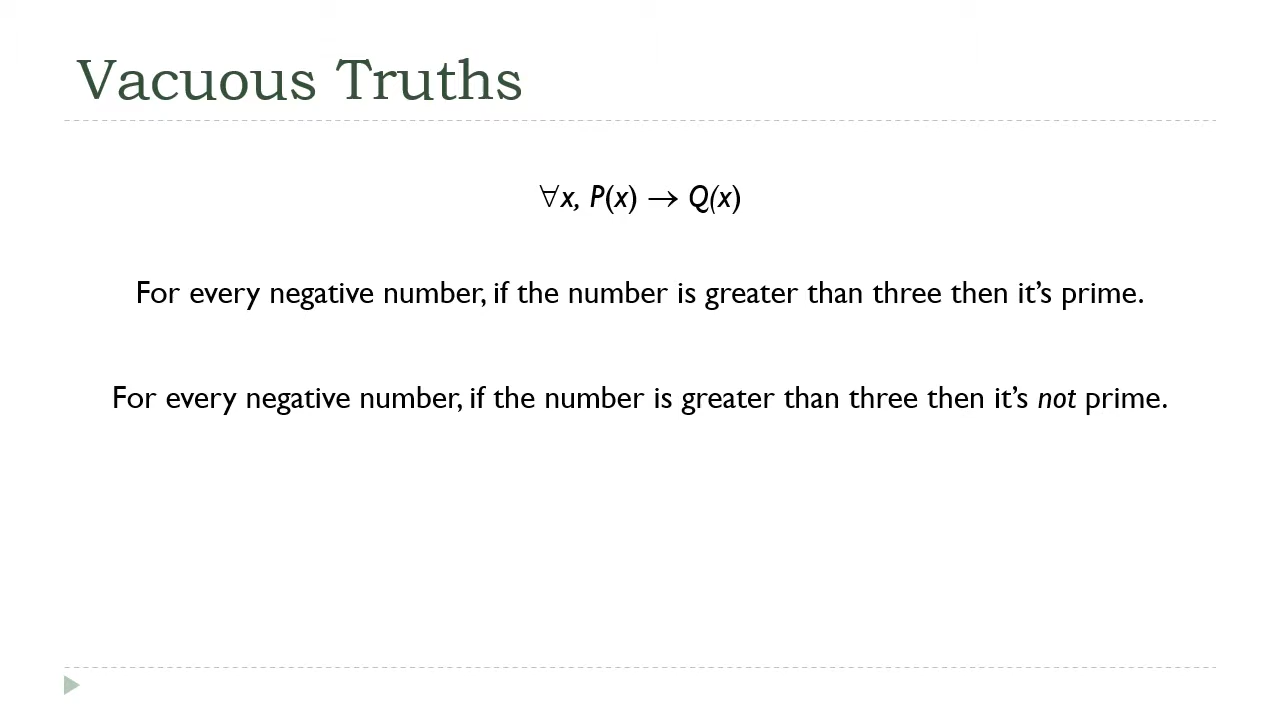 Vacuous Truths
∀x, P(x) → Q(x)
For every negative number, if the number is greater than three then it’s prime.
For every negative number, if the number is greater than three then it’s not prime.